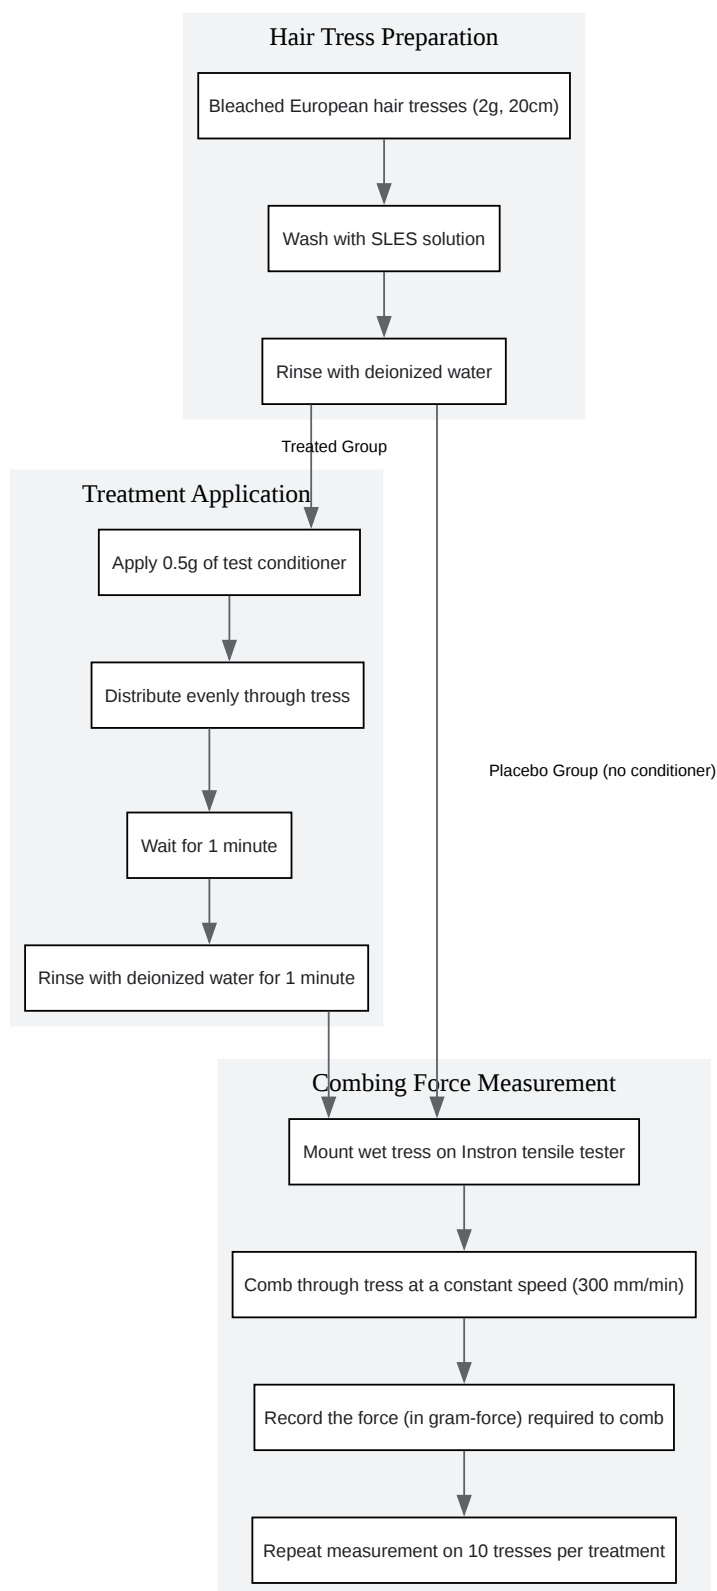 Hair Tress Preparation
Bleached European hair tresses (2g, 20cm)
Wash with SLES solution
Rinse with deionized water
Treated Group
Treatment Application
Apply 0.5g of test conditioner
Distribute evenly through tress
Placebo Group (no conditioner)
Wait for 1 minute
Rinse with deionized water for 1 minute
Combing Force Measurement
Mount wet tress on Instron tensile tester
Comb through tress at a constant speed (300 mm/min)
Record the force (in gram-force) required to comb
Repeat measurement on 10 tresses per treatment